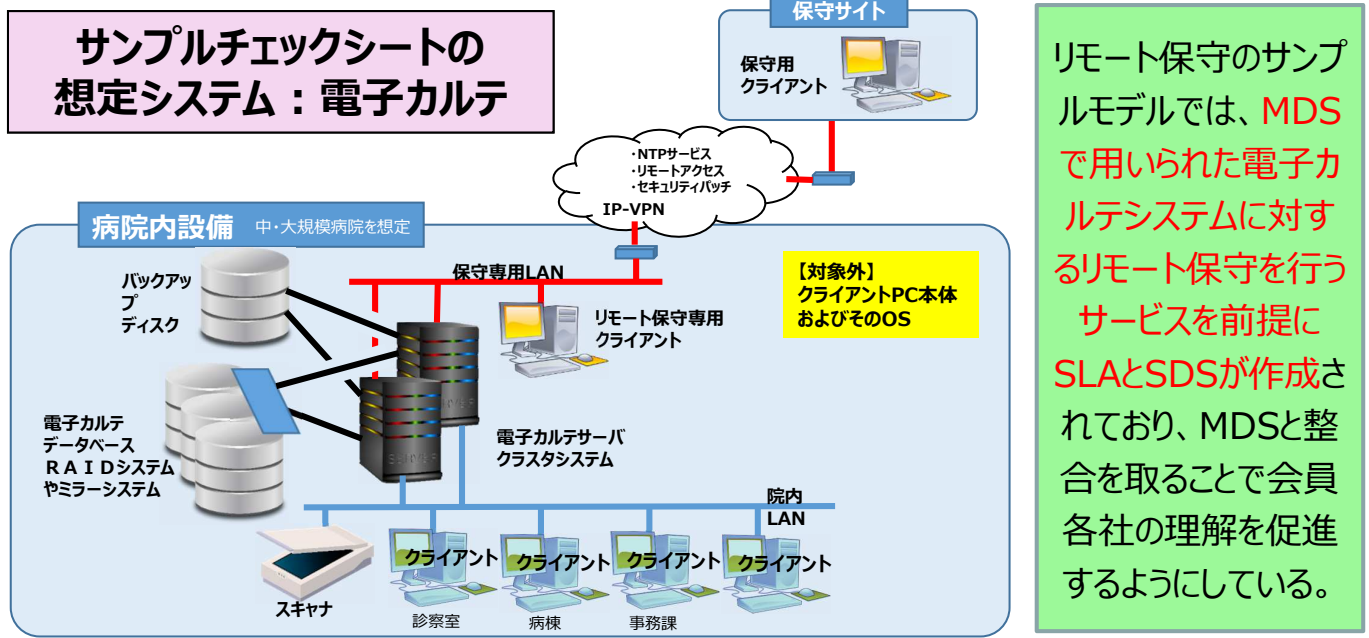 サンプルチェックシートの
想定システム：電子カルテ
保守サイト
保守用
クライアント
・NTPサービス
・リモートアクセス
・セキュリティパッチ
IP-VPN
病院内設備 中・大規模病院を想定
バックアッ
プ
ディスク
保守専用LAN
リモート保守専用
クライアント
【対象外】
クライアントPC本体
およびそのOS
電子カルテ
データベース
ＲＡＩＤシステム
やミラーシステム
電子カルテサーバ
クラスタシステム
院内
LAN
スキャナ
クライアント
診察室
クライアント
病棟
クライアント
事務課
クライアント
リモート保守のサンプ
ルモデルでは、MDS
で用いられた電子カ
ルテシステムに対す
るリモート保守を行う
サービスを前提に
SLAとSDSが作成さ
れており、MDSと整
合を取ることで会員
各社の理解を促進
するようにしている。